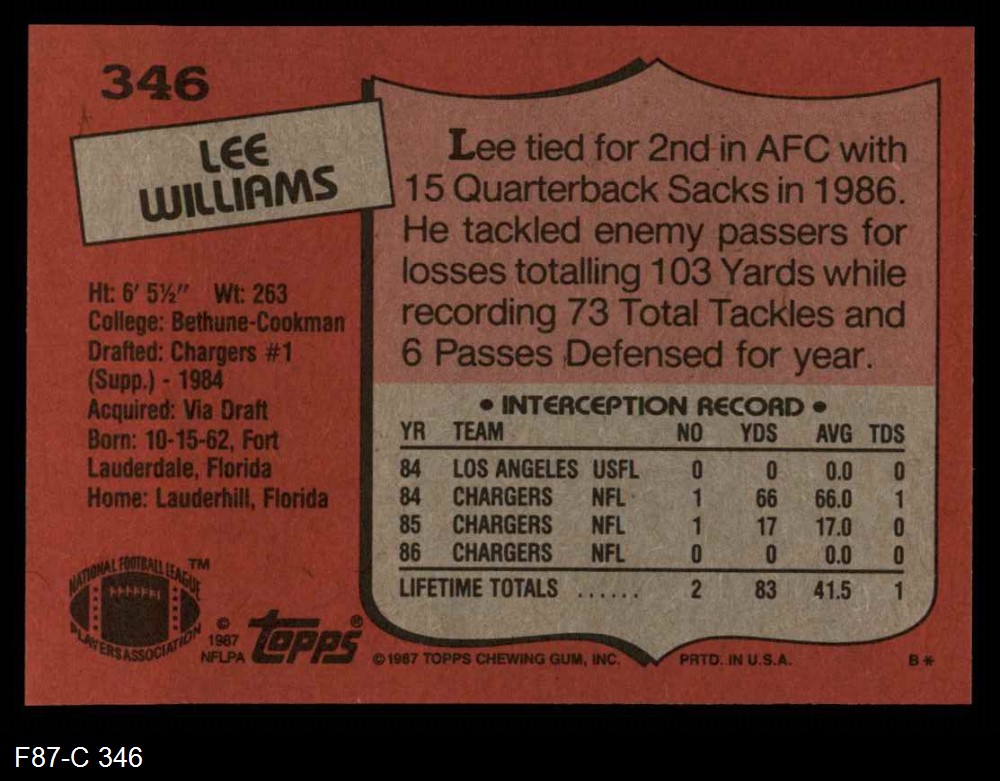 346
LEE
WILLIAMS
Ht: 6' 5½" Wt: 263
College: Bethune-Cookman
Drafted: Chargers #1
(Supp.) - 1984
Acquired: Via Draft
Born: 10-15-62, Fort
Lauderdale, Florida
Home: Lauderhill, Florida
Lee tied for 2nd in AFC with
15 Quarterback Sacks in 1986.
He tackled enemy passers for
losses totalling 103 Yards while
recording 73 Total Tackles and
6 Passes Defensed for year.
• INTERCEPTION RECORD •
YR TEAM NO YDS AVG TDS
84 LOS ANGELES USFL 0 0 0.0 0
84 CHARGERS NFL 1 66 66.0 1
85 CHARGERS NFL 1 17 17.0 0
86 CHARGERS NFL 0 0 0.0 0
LIFETIME TOTALS ...... 2 83 41.5 1
NATIONAL FOOTBALL LEAGUE ™
PLAYERS ASSOCIATION
© 1987
NFLPA
topps®
© 1987 TOPPS CHEWING GUM, INC. PRTD. IN U.S.A. B*
F87-C 346